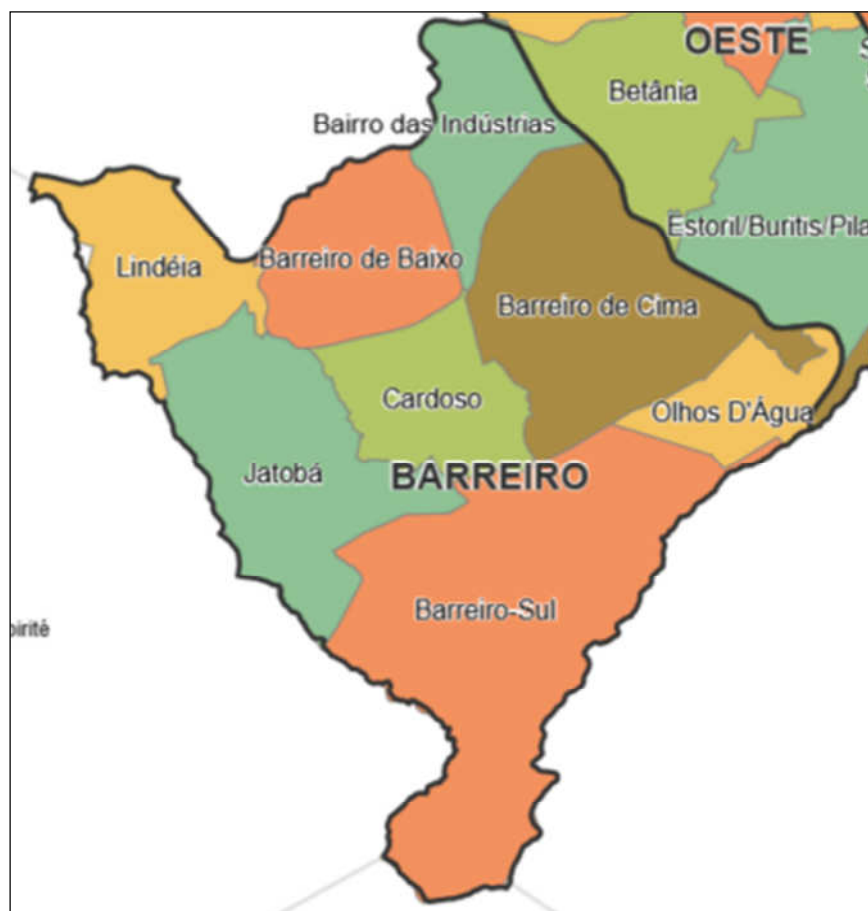 OESTE
Betânia
Bairro das Indústrias
Estoril/Buritis/Pila
Lindéia
Barreiro de Baixo
Barreiro de Cima
Cardoso
Olhos D'Água
Jatobá
BARREIRO
Barreiro-Sul